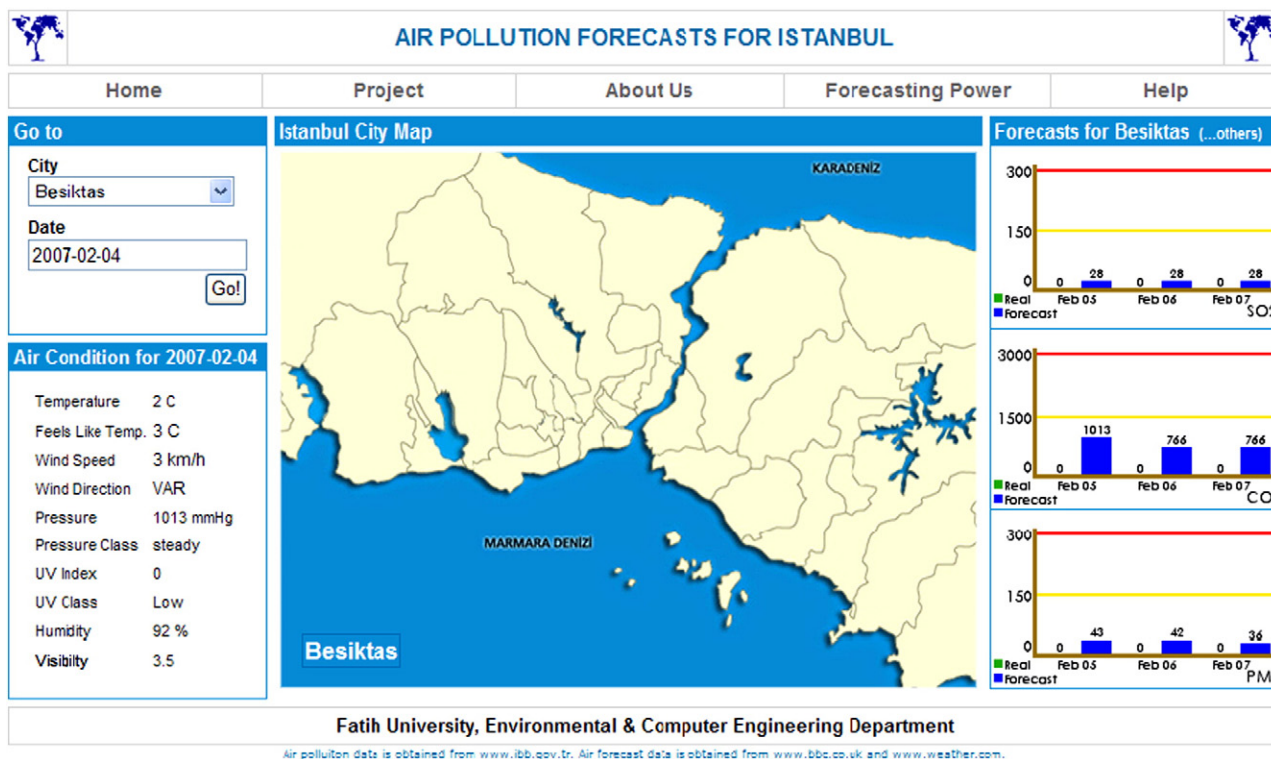 AIR POLLUTION FORECASTS FOR ISTANBUL
Home Project About Us Forecasting Power Help
Go to
City
Besiktas
Date
2007-02-04
Go!
Air Condition for 2007-02-04
Temperature 2 C
Feels Like Temp. 3 C
Wind Speed 3 km/h
Wind Direction VAR
Pressure 1013 mmHg
Pressure Class steady
UV Index 0
UV Class Low
Humidity 92 %
Visibilty 3.5
Istanbul City Map
KARADENİZ
MARMARA DENİZİ
Besiktas
Forecasts for Besiktas (...others)
300
150
0 0 28 0 28 0 28
Real Feb 05 Feb 06 Feb 07
Forecast
3000
1500
0 0 1013 0 766 0 766
Real Feb 05 Feb 06 Feb 07
Forecast CO
300
150
0 0 43 0 42 0 36
Real Feb 05 Feb 06 Feb 07
Forecast PM
Fatih University, Environmental & Computer Engineering Department
Air polluiton data is obtained from www.ibb.gov.tr. Air forecast data is obtained from www.bbc.co.uk and www.weather.com.